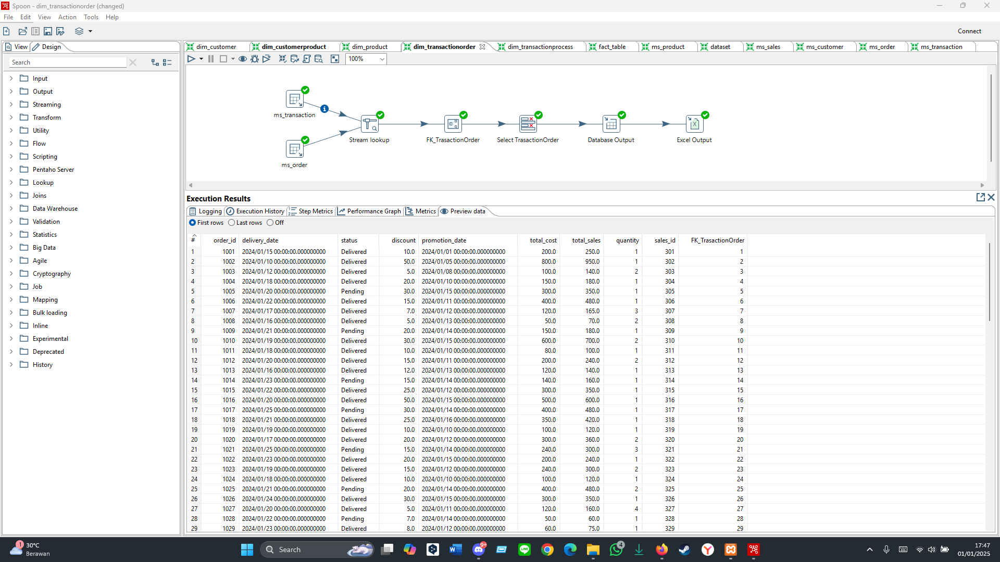 Spoon - dim_transactionorder (changed)
File Edit View Action Tools Help
Connect
View Design
dim_customer dim_customerproduct dim_product dim_transactionorder dim_transactionprocess fact_table ms_product dataset ms_sales ms_customer ms_order ms_transaction
Search
100%
Input
Output
Streaming
Transform
Utility
Flow
Scripting
Pentaho Server
Lookup
Joins
Data Warehouse
Validation
Statistics
Big Data
Agile
Cryptography
Job
Mapping
Bulk loading
Inline
Experimental
Deprecated
History
ms_transaction
Stream lookup FK_TrasactionOrder Select TrasactionOrder Database Output Excel Output
ms_order
Execution Results
Logging Execution History Step Metrics Performance Graph Metrics Preview data
First rows Last rows Off
# order_id delivery_date status discount promotion_date total_cost total_sales quantity sales_id FK_TrasactionOrder
1 1001 2024/01/15 00:00:00.000000000 Delivered 10.0 2024/01/01 00:00:00.000000000 200.0 250.0 1 301 1
2 1002 2024/01/10 00:00:00.000000000 Delivered 50.0 2024/01/05 00:00:00.000000000 800.0 950.0 1 302 2
3 1003 2024/01/12 00:00:00.000000000 Delivered 5.0 2024/01/08 00:00:00.000000000 100.0 140.0 2 303 3
4 1004 2024/01/18 00:00:00.000000000 Delivered 20.0 2024/01/10 00:00:00.000000000 150.0 180.0 1 304 4
5 1005 2024/01/20 00:00:00.000000000 Pending 30.0 2024/01/15 00:00:00.000000000 300.0 350.0 1 305 5
6 1006 2024/01/22 00:00:00.000000000 Delivered 15.0 2024/01/11 00:00:00.000000000 400.0 480.0 1 306 6
7 1007 2024/01/17 00:00:00.000000000 Delivered 7.0 2024/01/12 00:00:00.000000000 120.0 165.0 3 307 7
8 1008 2024/01/16 00:00:00.000000000 Delivered 5.0 2024/01/13 00:00:00.000000000 50.0 70.0 2 308 8
9 1009 2024/01/21 00:00:00.000000000 Pending 20.0 2024/01/14 00:00:00.000000000 150.0 180.0 1 309 9
10 1010 2024/01/19 00:00:00.000000000 Delivered 30.0 2024/01/15 00:00:00.000000000 600.0 700.0 2 310 10
11 1011 2024/01/18 00:00:00.000000000 Delivered 10.0 2024/01/10 00:00:00.000000000 80.0 100.0 1 311 11
12 1012 2024/01/20 00:00:00.000000000 Delivered 15.0 2024/01/11 00:00:00.000000000 200.0 240.0 2 312 12
13 1013 2024/01/16 00:00:00.000000000 Delivered 12.0 2024/01/13 00:00:00.000000000 120.0 140.0 1 313 13
14 1014 2024/01/23 00:00:00.000000000 Pending 15.0 2024/01/14 00:00:00.000000000 140.0 160.0 1 314 14
15 1015 2024/01/22 00:00:00.000000000 Delivered 25.0 2024/01/12 00:00:00.000000000 300.0 350.0 1 315 15
16 1016 2024/01/20 00:00:00.000000000 Delivered 50.0 2024/01/15 00:00:00.000000000 500.0 600.0 1 316 16
17 1017 2024/01/25 00:00:00.000000000 Pending 30.0 2024/01/14 00:00:00.000000000 400.0 480.0 1 317 17
18 1018 2024/01/21 00:00:00.000000000 Delivered 25.0 2024/01/16 00:00:00.000000000 350.0 420.0 1 318 18
19 1019 2024/01/19 00:00:00.000000000 Delivered 10.0 2024/01/10 00:00:00.000000000 100.0 120.0 1 319 19
20 1020 2024/01/17 00:00:00.000000000 Delivered 20.0 2024/01/12 00:00:00.000000000 300.0 360.0 2 320 20
21 1021 2024/01/25 00:00:00.000000000 Pending 15.0 2024/01/14 00:00:00.000000000 240.0 300.0 3 321 21
22 1022 2024/01/23 00:00:00.000000000 Delivered 20.0 2024/01/15 00:00:00.000000000 200.0 240.0 1 322 22
23 1023 2024/01/19 00:00:00.000000000 Delivered 15.0 2024/01/12 00:00:00.000000000 240.0 300.0 2 323 23
24 1024 2024/01/18 00:00:00.000000000 Delivered 10.0 2024/01/10 00:00:00.000000000 100.0 120.0 1 324 24
25 1025 2024/01/21 00:00:00.000000000 Pending 20.0 2024/01/14 00:00:00.000000000 400.0 480.0 2 325 25
26 1026 2024/01/24 00:00:00.000000000 Delivered 30.0 2024/01/15 00:00:00.000000000 300.0 350.0 1 326 26
27 1027 2024/01/20 00:00:00.000000000 Delivered 5.0 2024/01/11 00:00:00.000000000 120.0 160.0 4 327 27
28 1028 2024/01/22 00:00:00.000000000 Pending 7.0 2024/01/14 00:00:00.000000000 50.0 60.0 1 328 28
29 1029 2024/01/23 00:00:00.000000000 Delivered 8.0 2024/01/12 00:00:00.000000000 60.0 75.0 1 329 29
1 30°C
Berawan
Search
9+
LINE
4
17:47
01/01/2025